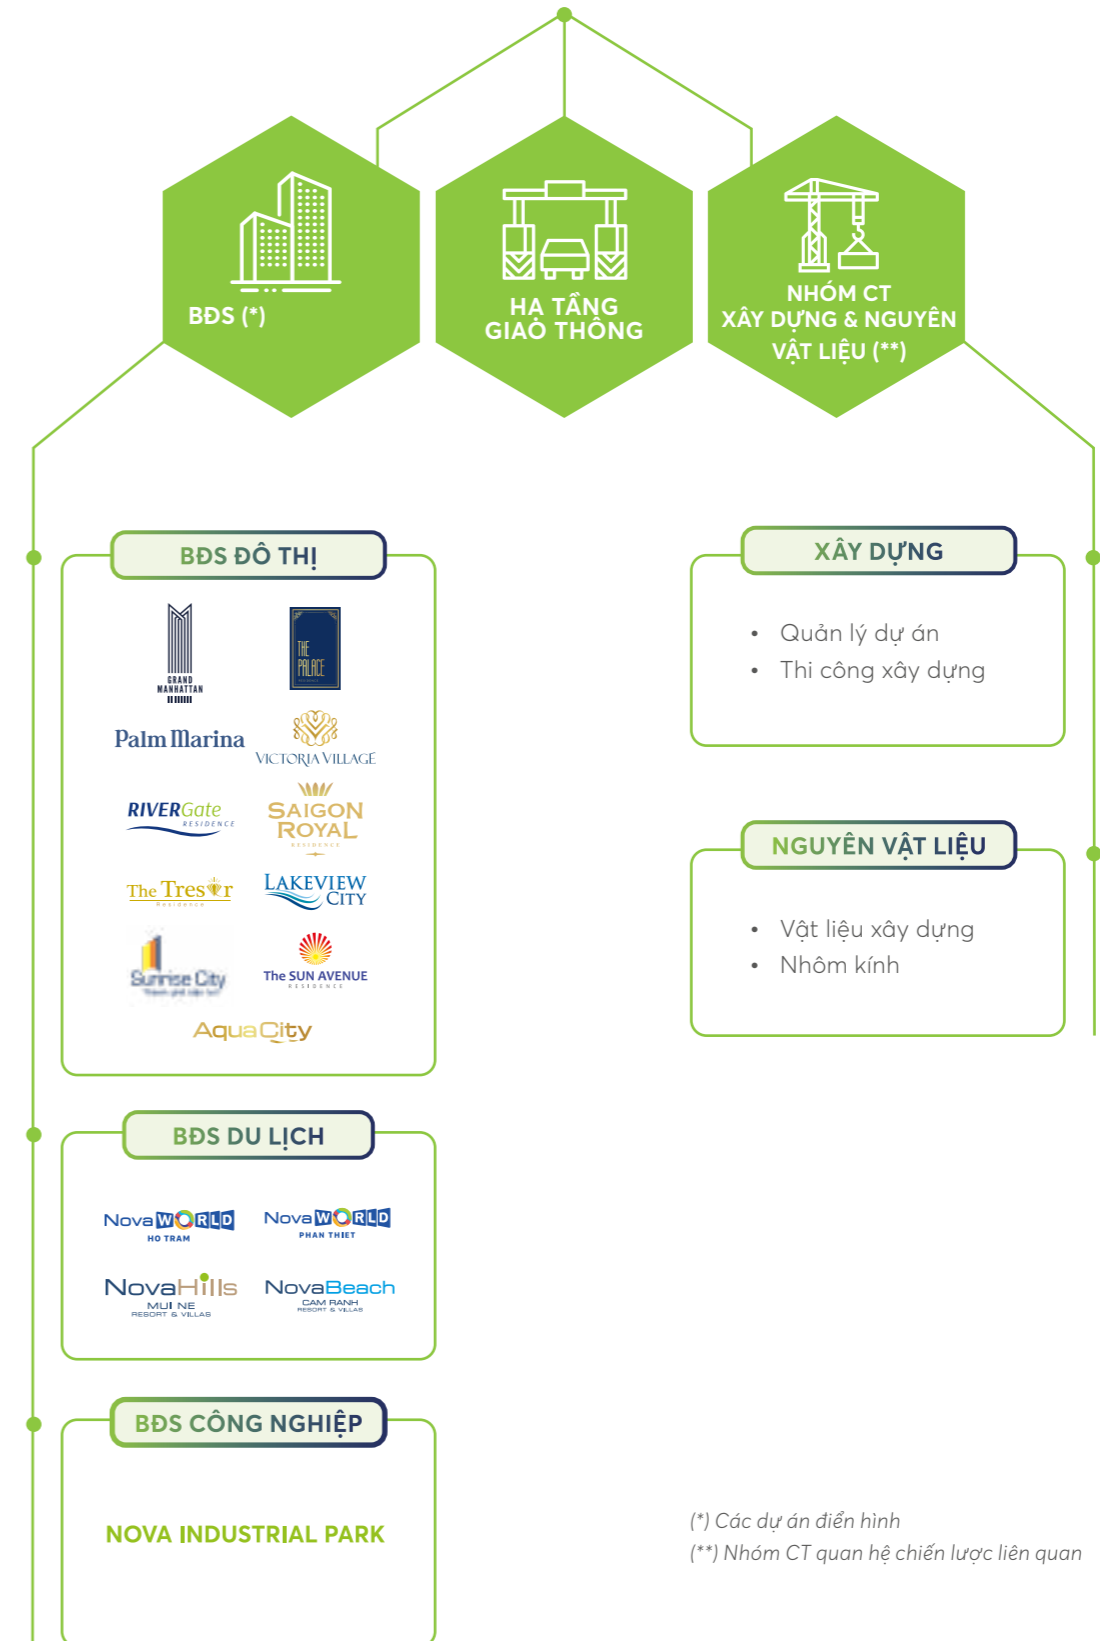 BĐS (*)
HẠ TẦNG
GIAO THÔNG
NHÓM CT
XÂY DỰNG & NGUYÊN
VẬT LIỆU (**)
BĐS ĐÔ THỊ
GRAND
MANHATTAN
THE
PALACE
Palm Marina
VICTORIA VILLAGE
RIVERGate
RESIDENCE
SAIGON
ROYAL
RESIDENCE
The Tresor
Residence
LAKEVIEW
CITY
Sunrise City
The SUN AVENUE
RESIDENCE
AquaCity
BĐS DU LỊCH
NovaWORLD
HO TRAM
NovaWORLD
PHAN THIET
NovaHills
MUI NE
RESORT & VILLAS
NovaBeach
CAM RANH
RESORT & VILLAS
BĐS CÔNG NGHIỆP
NOVA INDUSTRIAL PARK
XÂY DỰNG
• Quản lý dự án
• Thi công xây dựng
NGUYÊN VẬT LIỆU
• Vật liệu xây dựng
• Nhôm kính
(*) Các dự án điển hình
(**) Nhóm CT quan hệ chiến lược liên quan